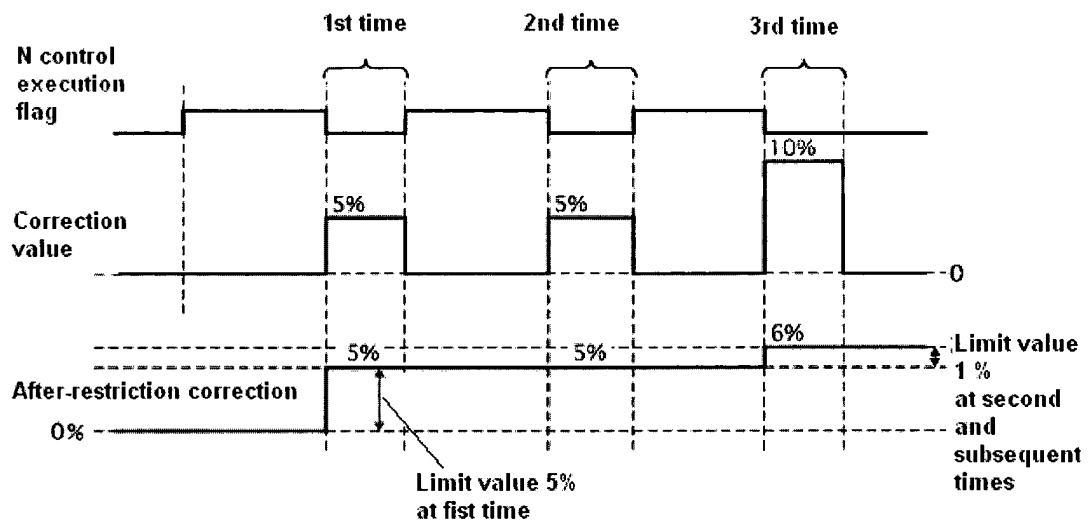 1st time
2nd time
3rd time
N control
execution
flag
10%
5%
5%
Correction
value
0
6%
5%
5%
Limit value
1 %
at second
and
subsequent
times
After-restriction correction
0%
Limit value 5%
at fist time